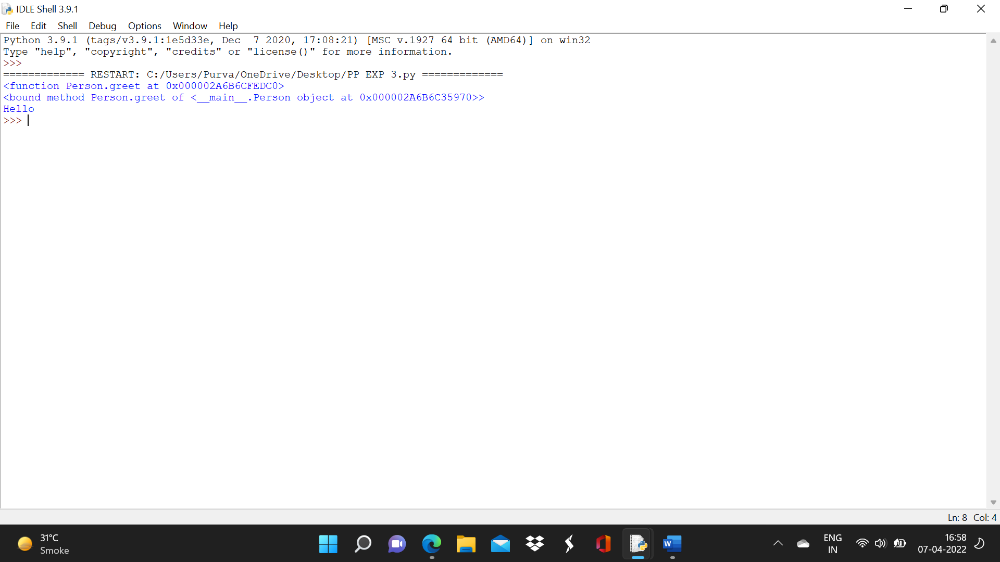 IDLE Shell 3.9.1
File Edit Shell Debug Options Window Help
Python 3.9.1 (tags/v3.9.1:1e5d33e, Dec  7 2020, 17:08:21) [MSC v.1927 64 bit (AMD64)] on win32
Type "help", "copyright", "credits" or "license()" for more information.
>>>
============= RESTART: C:/Users/Purva/OneDrive/Desktop/PP EXP 3.py =============
<function Person.greet at 0x000002A6B6CFEDC0>
<bound method Person.greet of <__main__.Person object at 0x000002A6B6C35970>>
Hello
>>>
Ln: 8 Col: 4
31°C
Smoke
W
ENG
IN
16:58
07-04-2022